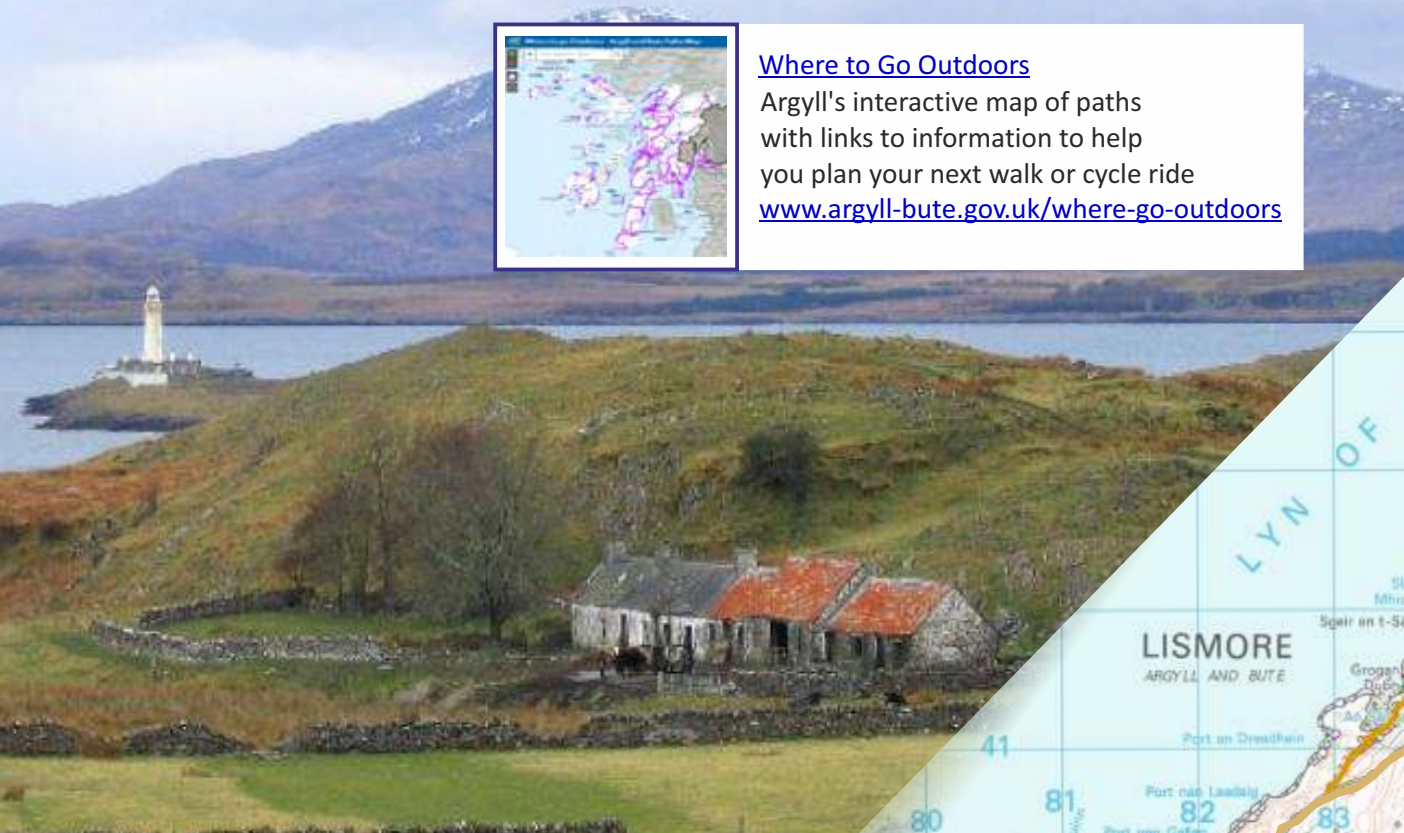 Where to Go Outdoors
Argyll's interactive map of paths
with links to information to help
you plan your next walk or cycle ride
www.argyll-bute.gov.uk/where-go-outdoors
LYN OF
LISMORE
ARGYLL AND BUTE
Port an Dreadhein
41
81
82
83
80